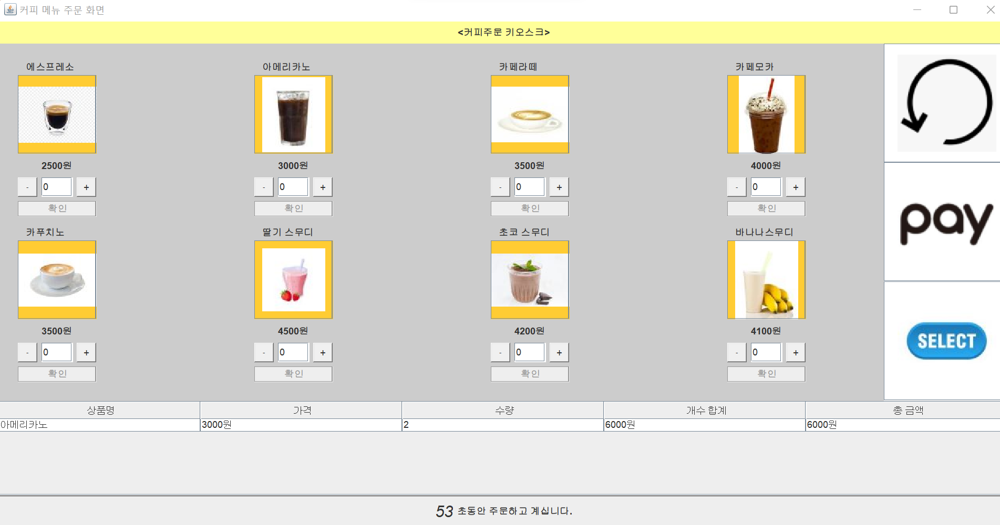 커피 메뉴 주문 화면
<커피주문 키오스크>
에스프레소
아메리카노
카페라떼
카페모카
2500원
3000원
3500원
4000원
- 0 +
- 0 +
- 0 +
- 0 +
확인
확인
확인
확인
카푸치노
딸기 스무디
초코 스무디
바나나스무디
3500원
4500원
4200원
4100원
- 0 +
- 0 +
- 0 +
- 0 +
확인
확인
확인
확인
pay
SELECT
상품명 가격 수량 개수 합계 총 금액
아메리카노 3000원 2 6000원 6000원
53 초동안 주문하고 계십니다.